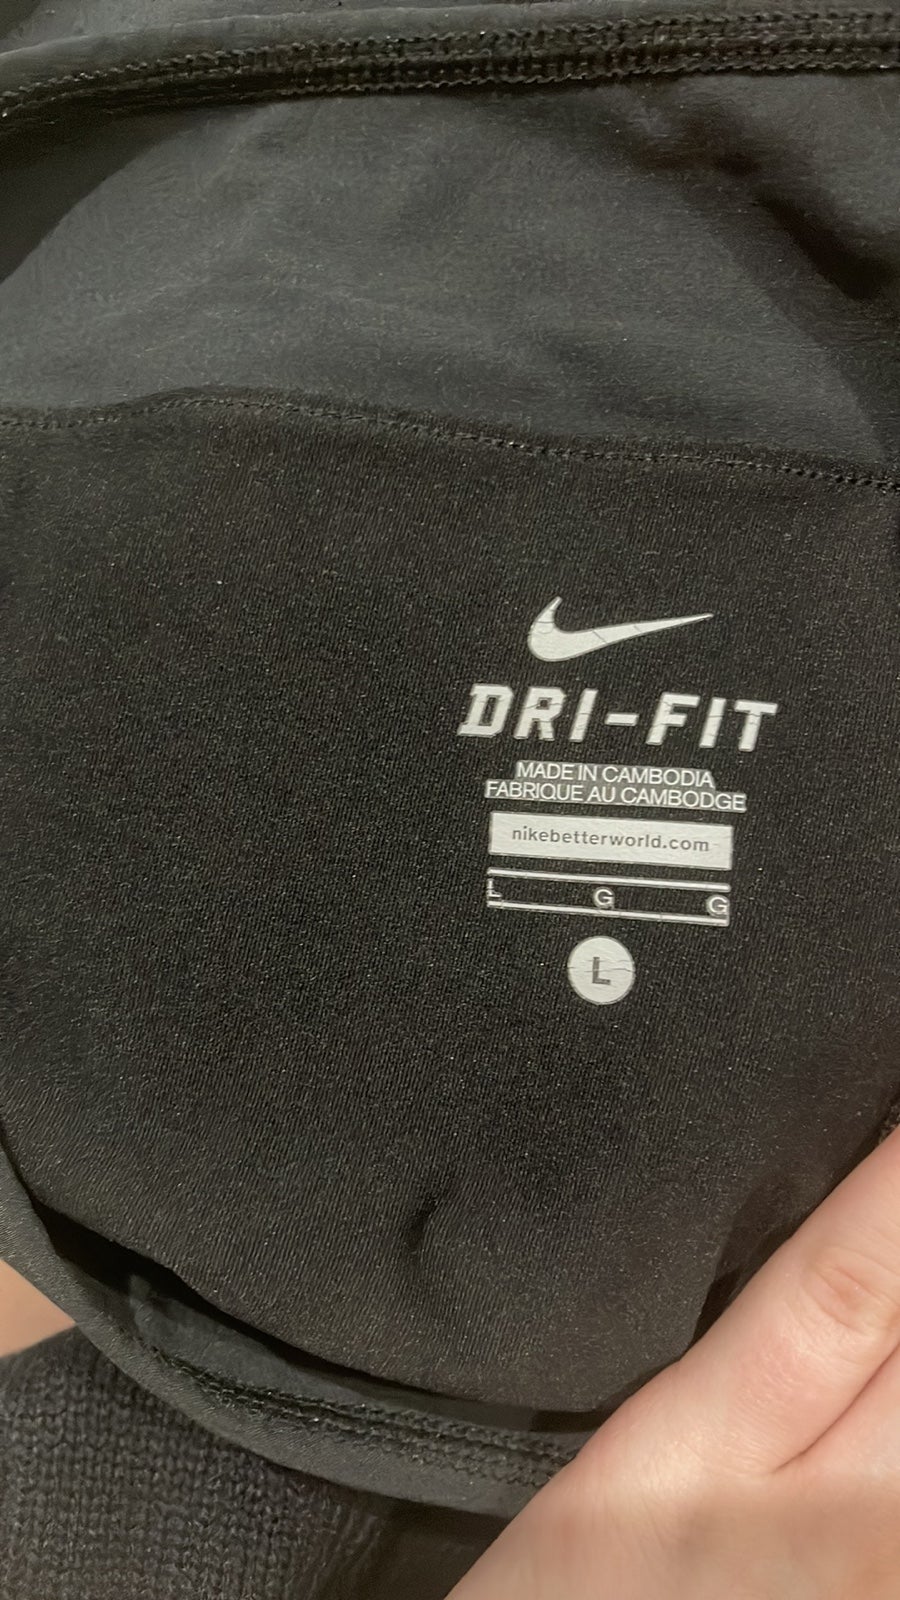 DRI-FIT
MADE IN CAMBODIA
FABRIQUE AU CAMBODGE
nikebetterworld.com
L G G
L